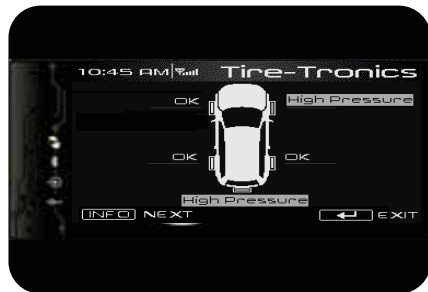 10:45 AM Tire-Tronics
OK High Pressure
OK OK
High Pressure
INFO NEXT EXIT